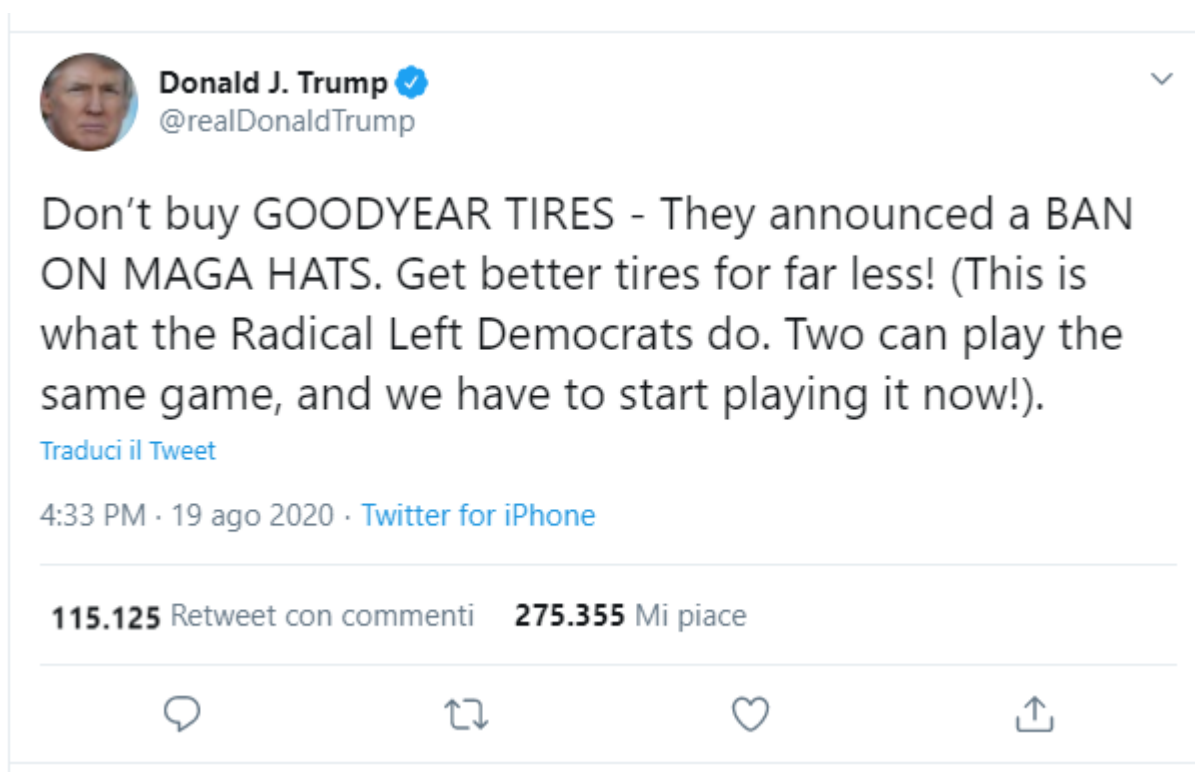 Donald J. Trump
@realDonaldTrump
Don’t buy GOODYEAR TIRES - They announced a BAN
ON MAGA HATS. Get better tires for far less! (This is
what the Radical Left Democrats do. Two can play the
same game, and we have to start playing it now!).
Traduci il Tweet
4:33 PM · 19 ago 2020 · Twitter for iPhone
115.125 Retweet con commenti 275.355 Mi piace